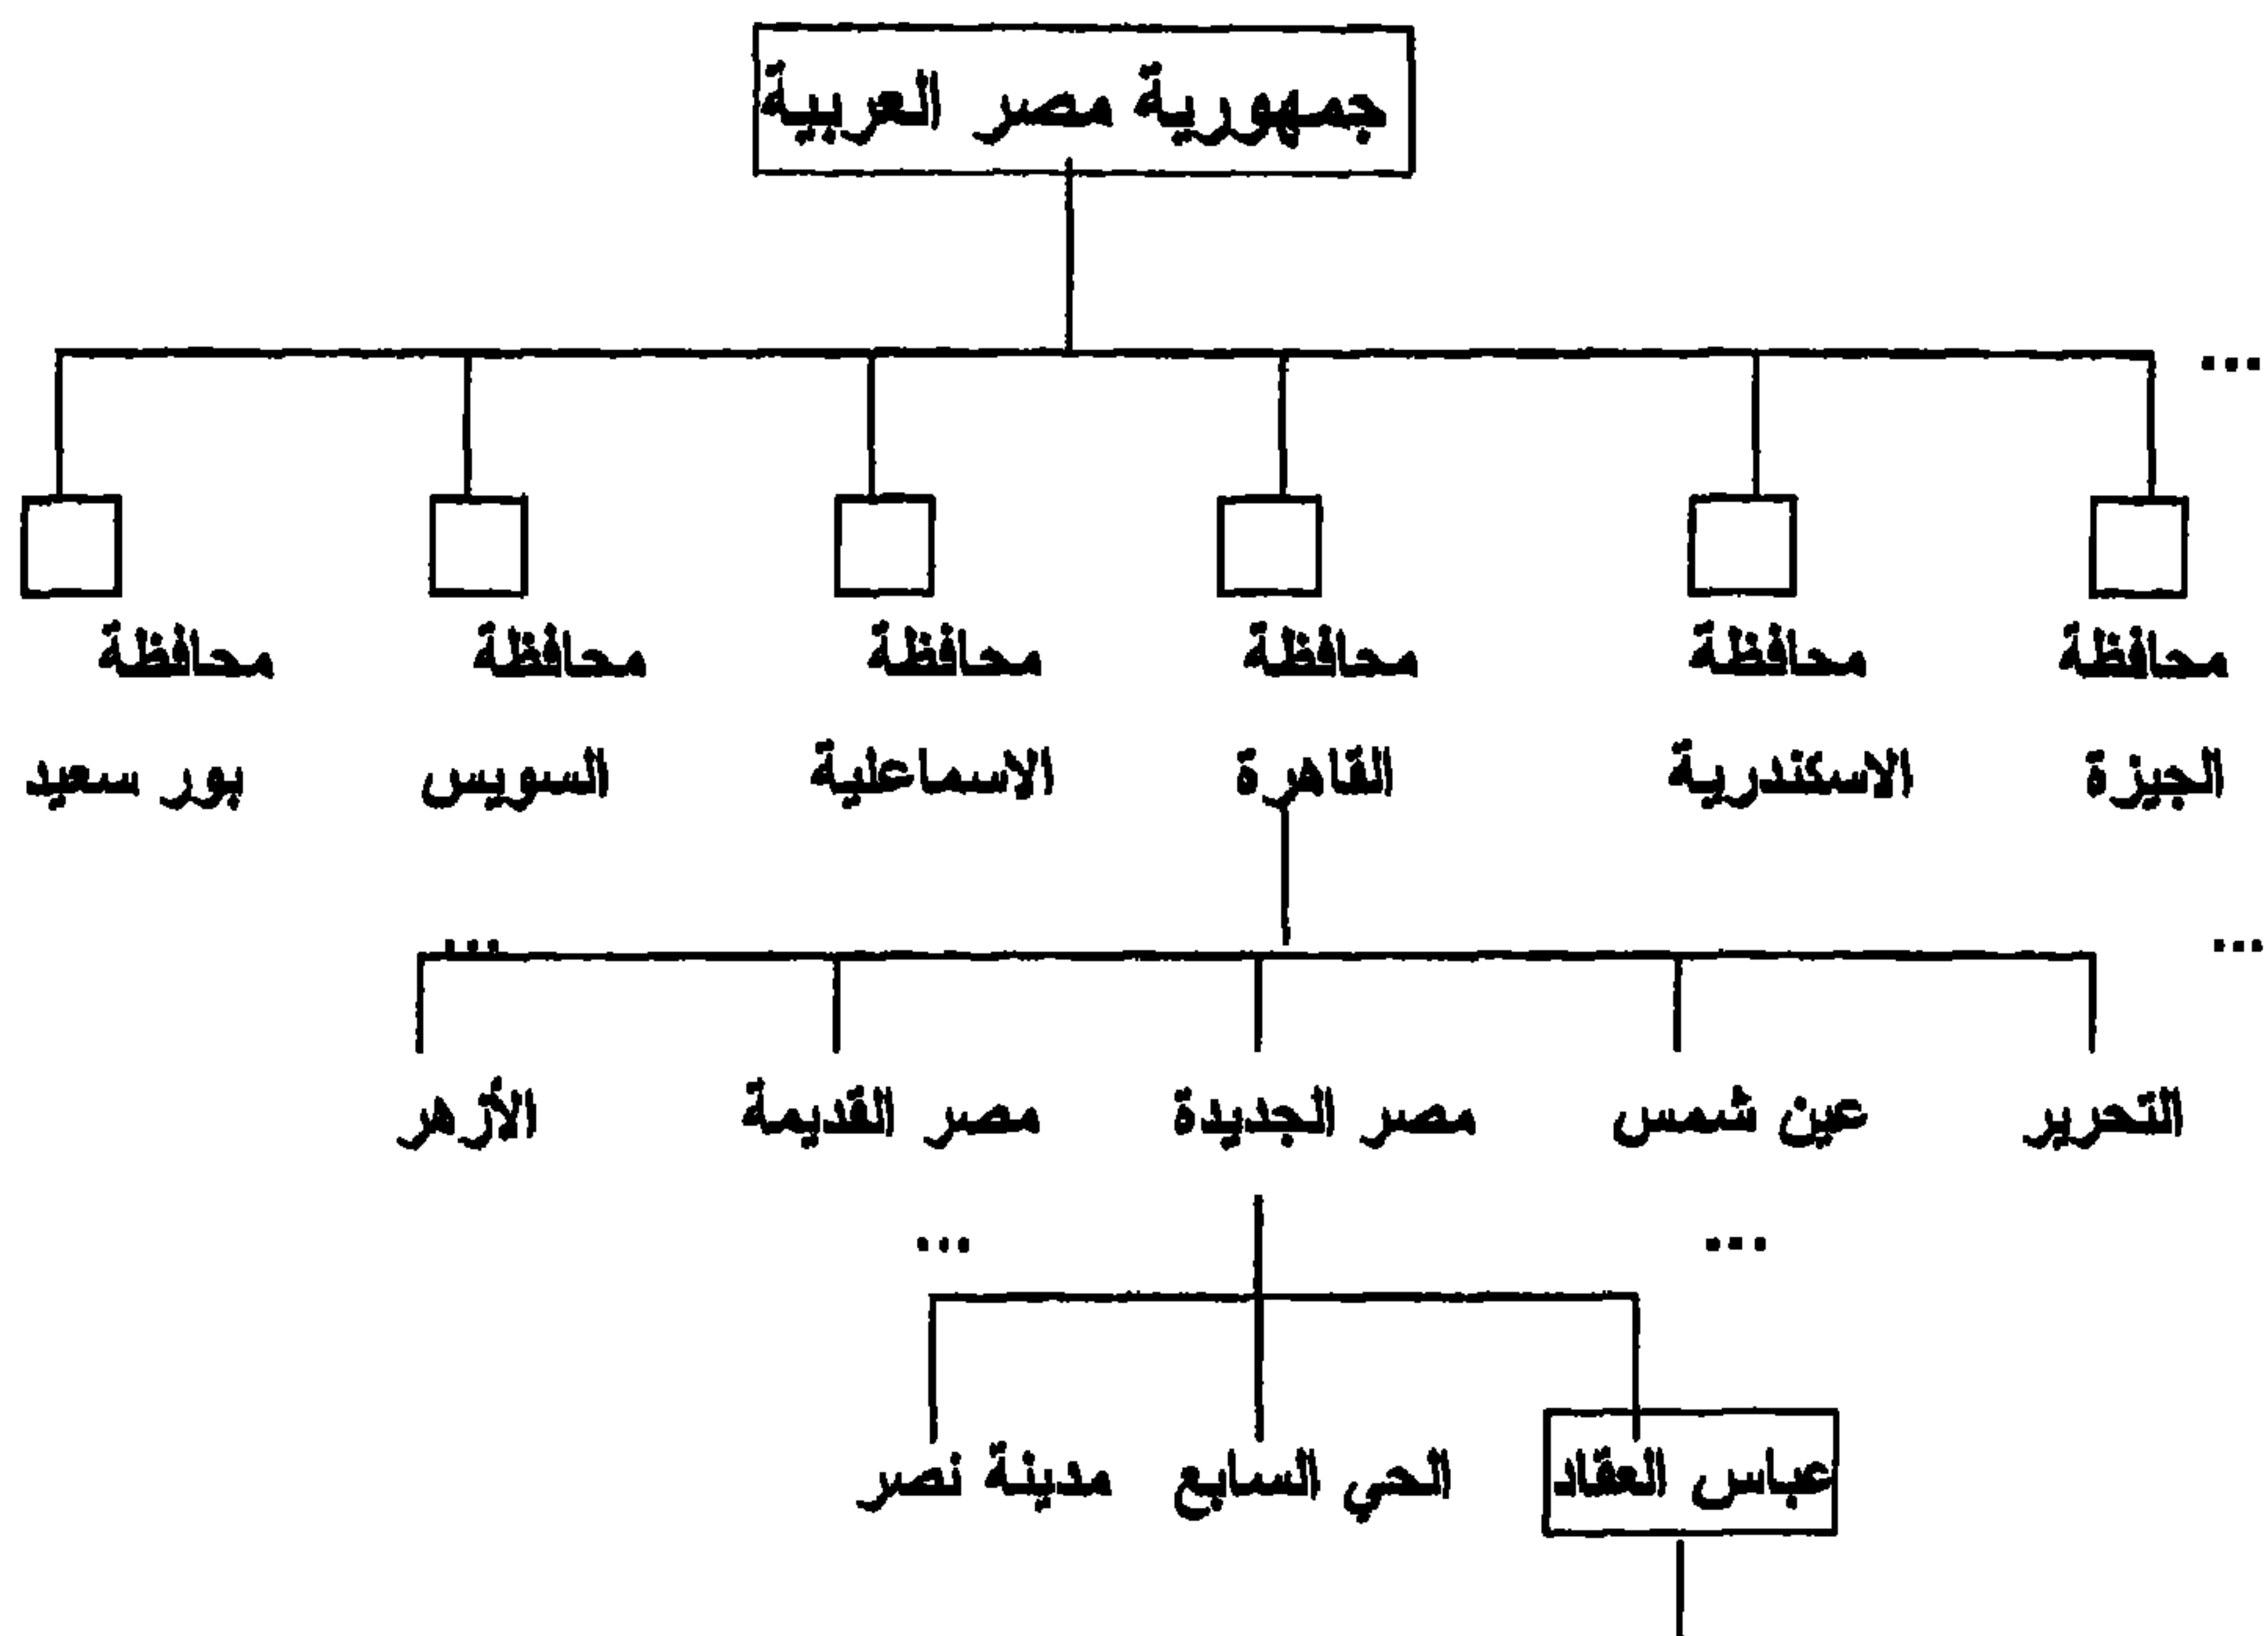 جمهورية مصر العربية
...
محافظة محافظة محافظة محافظة محافظة محافظة
الجيزة الاسكندرية القاهرة الاسماعلية السويس بور سعيد
... ...
التحرير عين شمس مصر الجديدة مصر القديمة الأزهر
... ...
عباس العقاد الحي السابع مدينة نصر